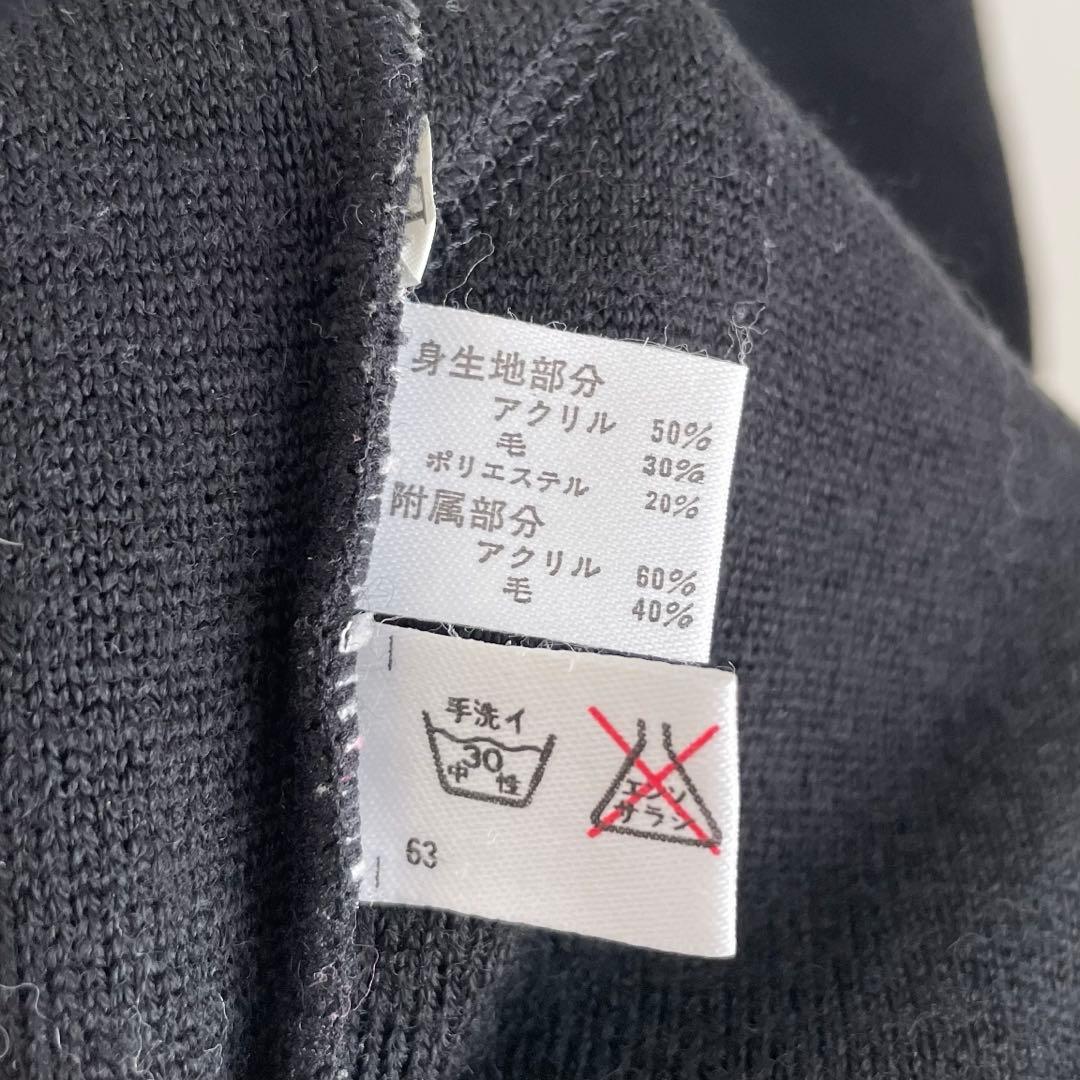 身生地部分
アクリル 50%
毛 30%
ポリエステル 20%
附属部分
アクリル 60%
毛 40%
手洗イ
30
中性
エンソ
サラシ
63